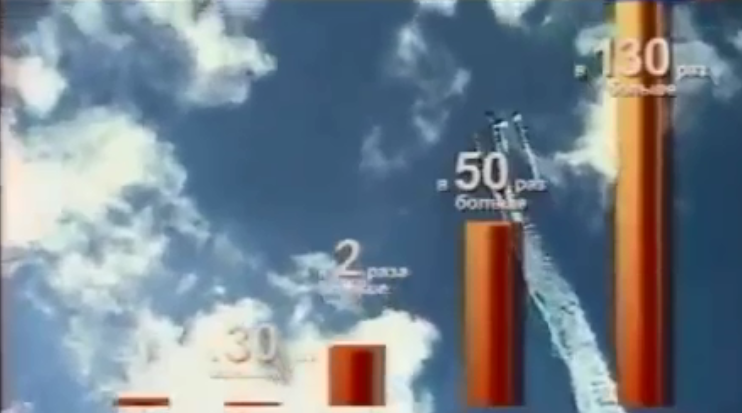 в 130 раз
больше
в 50 раз
больше
2 раза
30